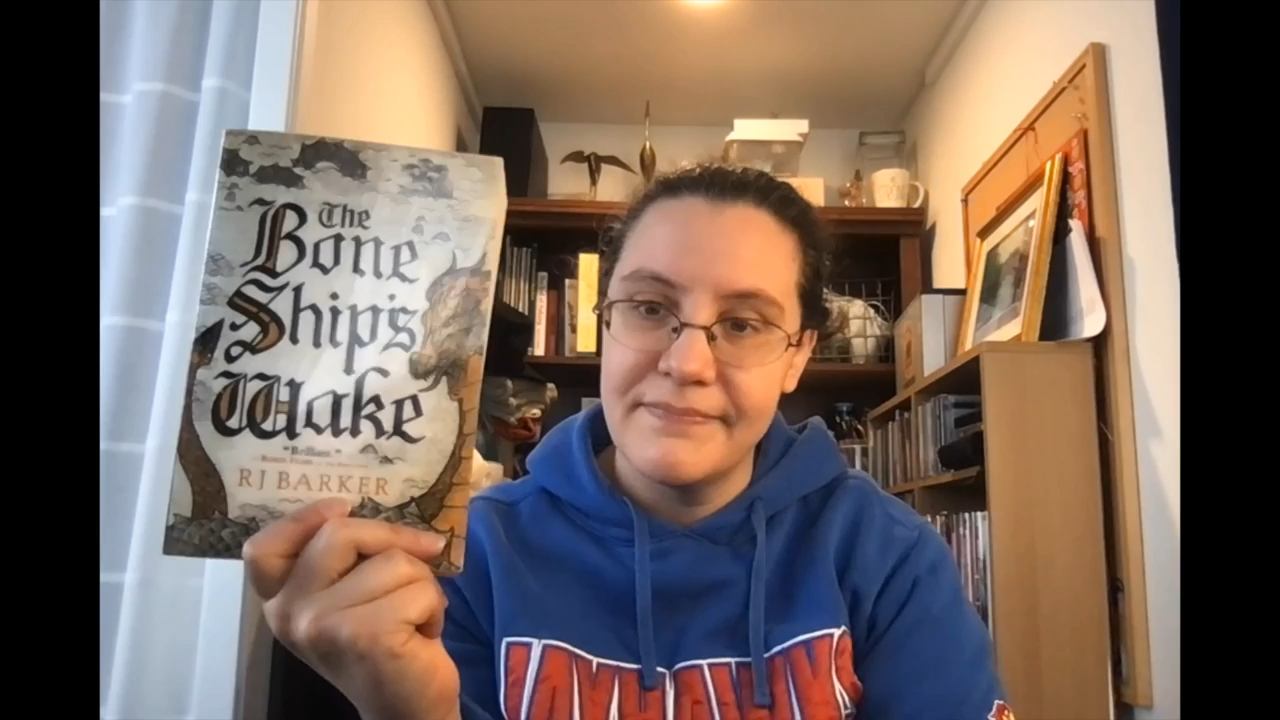 The
Bone
Ship's
Wake
"Brilliant."
RJ BARKER
JAYHAWKS